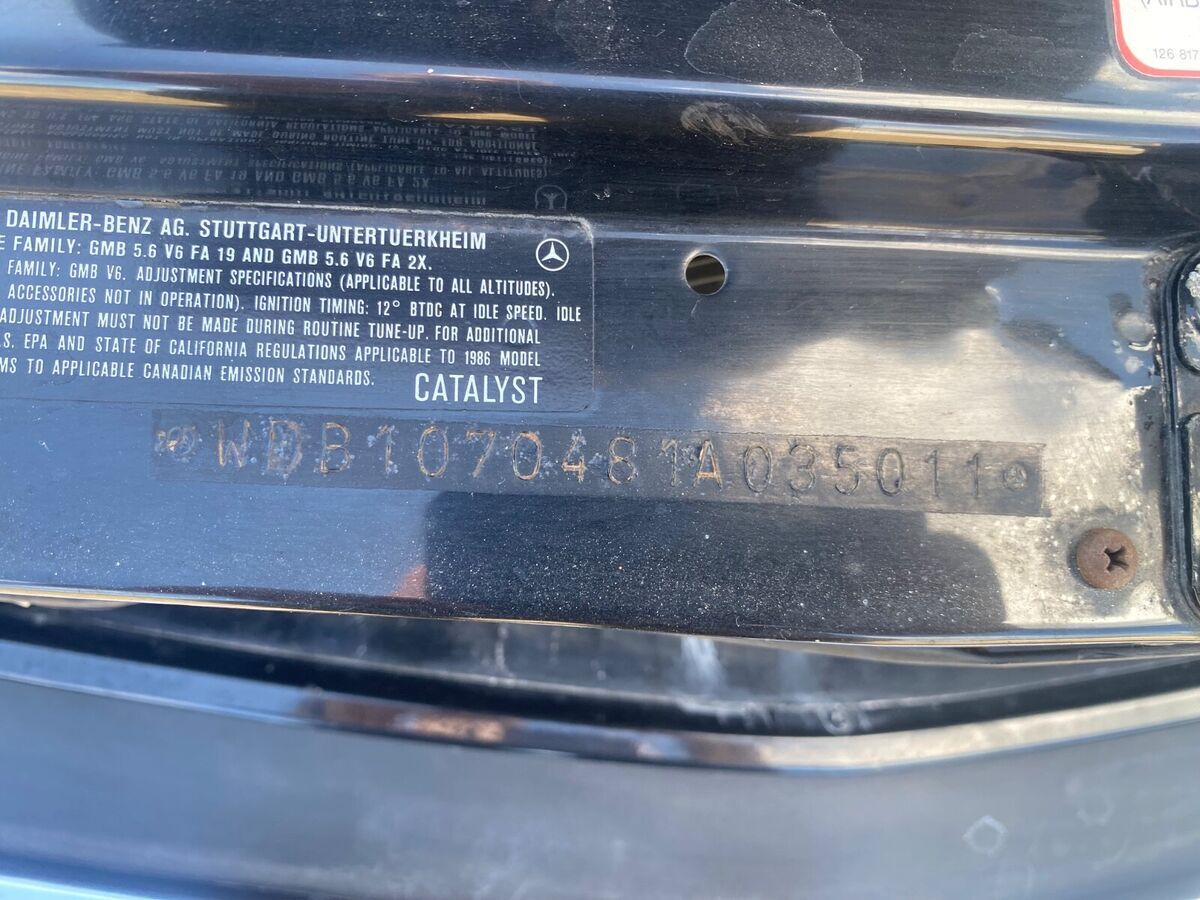 126 817
DAIMLER-BENZ AG. STUTTGART-UNTERTUERKHEIM
E FAMILY: GMB 5.6 V6 FA 19 AND GMB 5.6 V6 FA 2X.
FAMILY: GMB V6. ADJUSTMENT SPECIFICATIONS (APPLICABLE TO ALL ALTITUDES).
ACCESSORIES NOT IN OPERATION). IGNITION TIMING: 12° BTDC AT IDLE SPEED. IDLE
ADJUSTMENT MUST NOT BE MADE DURING ROUTINE TUNE-UP. FOR ADDITIONAL
.S. EPA AND STATE OF CALIFORNIA REGULATIONS APPLICABLE TO 1986 MODEL
MS TO APPLICABLE CANADIAN EMISSION STANDARDS.
CATALYST
WDB1070481A035011